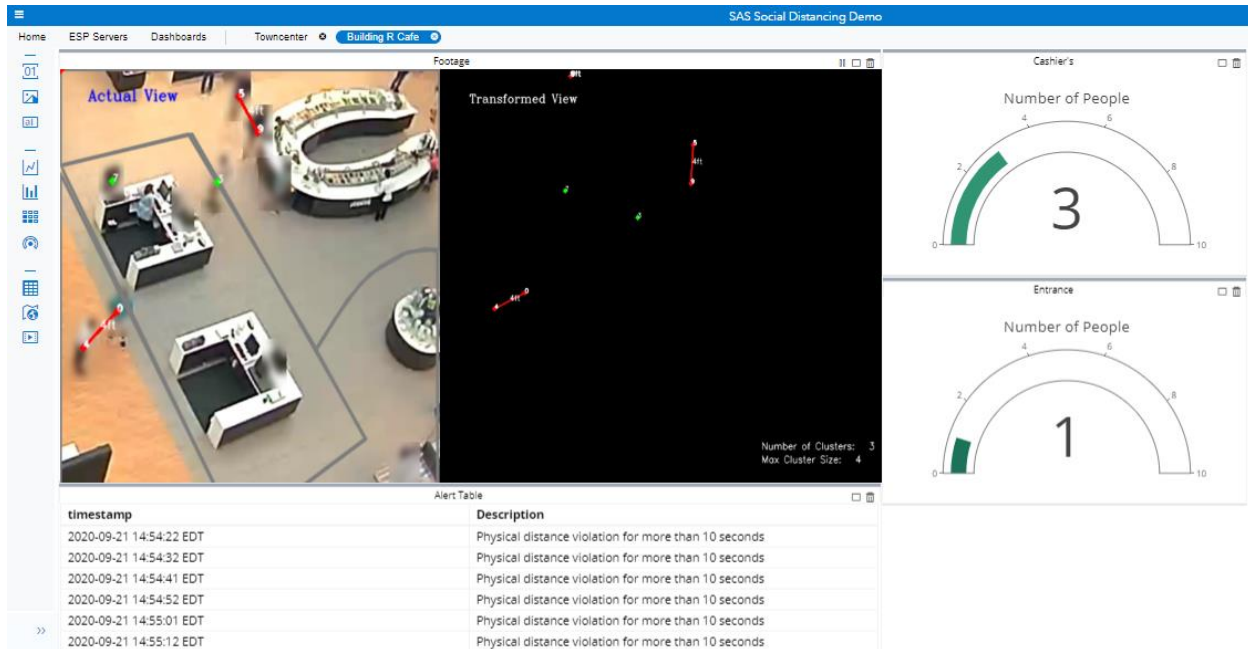 SAS Social Distancing Demo
Home ESP Servers Dashboards Towncenter Building R Cafe
Footage
Actual View
4ft
Transformed View
4ft
4ft
Number of Clusters: 3
Max Cluster Size: 4
Cashier's
Number of People
0 2 4 6 8 10
3
Entrance
Number of People
0 2 4 6 8 10
1
Alert Table
timestamp Description
2020-09-21 14:54:22 EDT Physical distance violation for more than 10 seconds
2020-09-21 14:54:32 EDT Physical distance violation for more than 10 seconds
2020-09-21 14:54:41 EDT Physical distance violation for more than 10 seconds
2020-09-21 14:54:52 EDT Physical distance violation for more than 10 seconds
2020-09-21 14:55:01 EDT Physical distance violation for more than 10 seconds
2020-09-21 14:55:12 EDT Physical distance violation for more than 10 seconds